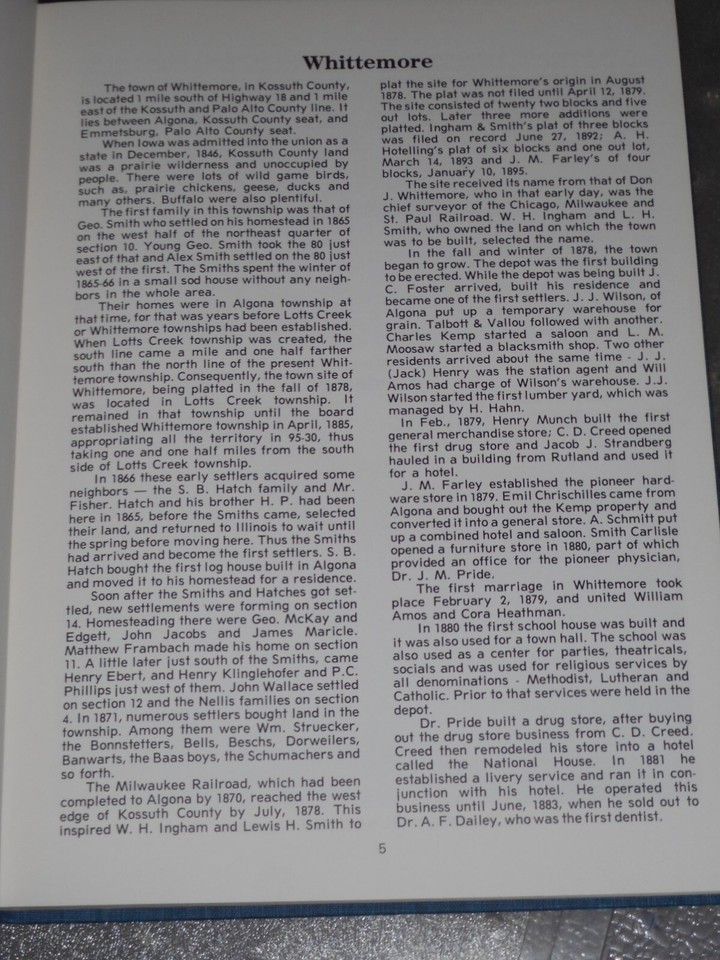 Whittemore
The town of Whittemore, in Kossuth County,
is located 1 mile south of Highway 18 and 1 mile
east of the Kossuth and Palo Alto County line. It
lies between Algona, Kossuth County seat, and
Emmetsburg, Palo Alto County seat.
When Iowa was admitted into the union as a
state in December, 1846, Kossuth County land
was a prairie wilderness and unoccupied by
people. There were lots of wild game birds,
such as, prairie chickens, geese, ducks and
many others. Buffalo were also plentiful.
The first family in this township was that of
Geo. Smith who settled on his homestead in 1865
on the west half of the northeast quarter of
section 10. Young Geo. Smith took the 80 just
east of that and Alex Smith settled on the 80 just
west of the first. The Smiths spent the winter of
1865-66 in a small sod house without any neigh-
bors in the whole area.
Their homes were in Algona township at
that time, for that was years before Lotts Creek
or Whittemore townships had been established.
When Lotts Creek township was created, the
south line came a mile and one half farther
south than the north line of the present Whit-
temore township. Consequently, the town site of
Whittemore, being platted in the fall of 1878,
was located in Lotts Creek township. It
remained in that township until the board
established Whittemore township in April, 1885,
appropriating all the territory in 95-30, thus
taking one and one half miles from the south
side of Lotts Creek township.
In 1866 these early settlers acquired some
neighbors — the S. B. Hatch family and Mr.
Fisher. Hatch and his brother H. P. had been
here in 1865, before the Smiths came, selected
their land, and returned to Illinois to wait until
the spring before moving here. Thus the Smiths
had arrived and become the first settlers. S. B.
Hatch bought the first log house built in Algona
and moved it to his homestead for a residence.
Soon after the Smiths and Hatches got set-
tled, new settlements were forming on section
14. Homesteading there were Geo. McKay and
Edgett, John Jacobs and James Maricle.
Matthew Frambach made his home on section
11. A little later just south of the Smiths, came
Henry Ebert, and Henry Klinglehofer and P.C.
Phillips just west of them. John Wallace settled
on section 12 and the Nellis families on section
4. In 1871, numerous settlers bought land in the
township. Among them were Wm. Struecker,
the Bonnstetters, Bells, Beschs, Dorweilers,
Banwarts, the Baas boys, the Schumachers and
so forth.
The Milwaukee Railroad, which had been
completed to Algona by 1870, reached the west
edge of Kossuth County by July, 1878. This
inspired W. H. Ingham and Lewis H. Smith to
plat the site for Whittemore's origin in August
1878. The plat was not filed until April 12, 1879.
The site consisted of twenty two blocks and five
out lots. Later three more additions were
platted. Ingham & Smith's plat of three blocks
was filed on record June 27, 1892: A. H.
Hotelling's plat of six blocks and one out lot,
March 14, 1893 and J. M. Farley's of four
blocks, January 10, 1895.
The site received its name from that of Don
J. Whittemore, who in that early day, was the
chief surveyor of the Chicago, Milwaukee and
St. Paul Railroad. W. H. Ingham and L. H.
Smith, who owned the land on which the town
was to be built, selected the name.
In the fall and winter of 1878, the town
began to grow. The depot was the first building
to be erected. While the depot was being built J.
C. Foster arrived, built his residence and
became one of the first settlers. J. J. Wilson, of
Algona put up a temporary warehouse for
grain. Talbott & Vallou followed with another.
Charles Kemp started a saloon and L. M.
Moosaw started a blacksmith shop. Two other
residents arrived about the same time - J. J.
(Jack) Henry was the station agent and Will
Amos had charge of Wilson's warehouse. J.J.
Wilson started the first lumber yard, which was
managed by H. Hahn.
In Feb., 1879, Henry Munch built the first
general merchandise store; C. D. Creed opened
the first drug store and Jacob J. Strandberg
hauled in a building from Rutland and used it
for a hotel.
J. M. Farley established the pioneer hard-
ware store in 1879. Emil Chrischilles came from
Algona and bought out the Kemp property and
converted it into a general store. A. Schmitt put
up a combined hotel and saloon. Smith Carlisle
opened a furniture store in 1880, part of which
provided an office for the pioneer physician,
Dr. J. M. Pride.
The first marriage in Whittemore took
place February 2, 1879, and united William
Amos and Cora Heathman.
In 1880 the first school house was built and
it was also used for a town hall. The school was
also used as a center for parties, theatricals,
socials and was used for religious services by
all denominations - Methodist, Lutheran and
Catholic. Prior to that services were held in the
depot.
Dr. Pride built a drug store, after buying
out the drug store business from C. D. Creed.
Creed then remodeled his store into a hotel
called the National House. In 1881 he
established a livery service and ran it in con-
junction with his hotel. He operated this
business until June, 1883, when he sold out to
Dr. A. F. Dailey, who was the first dentist.
5